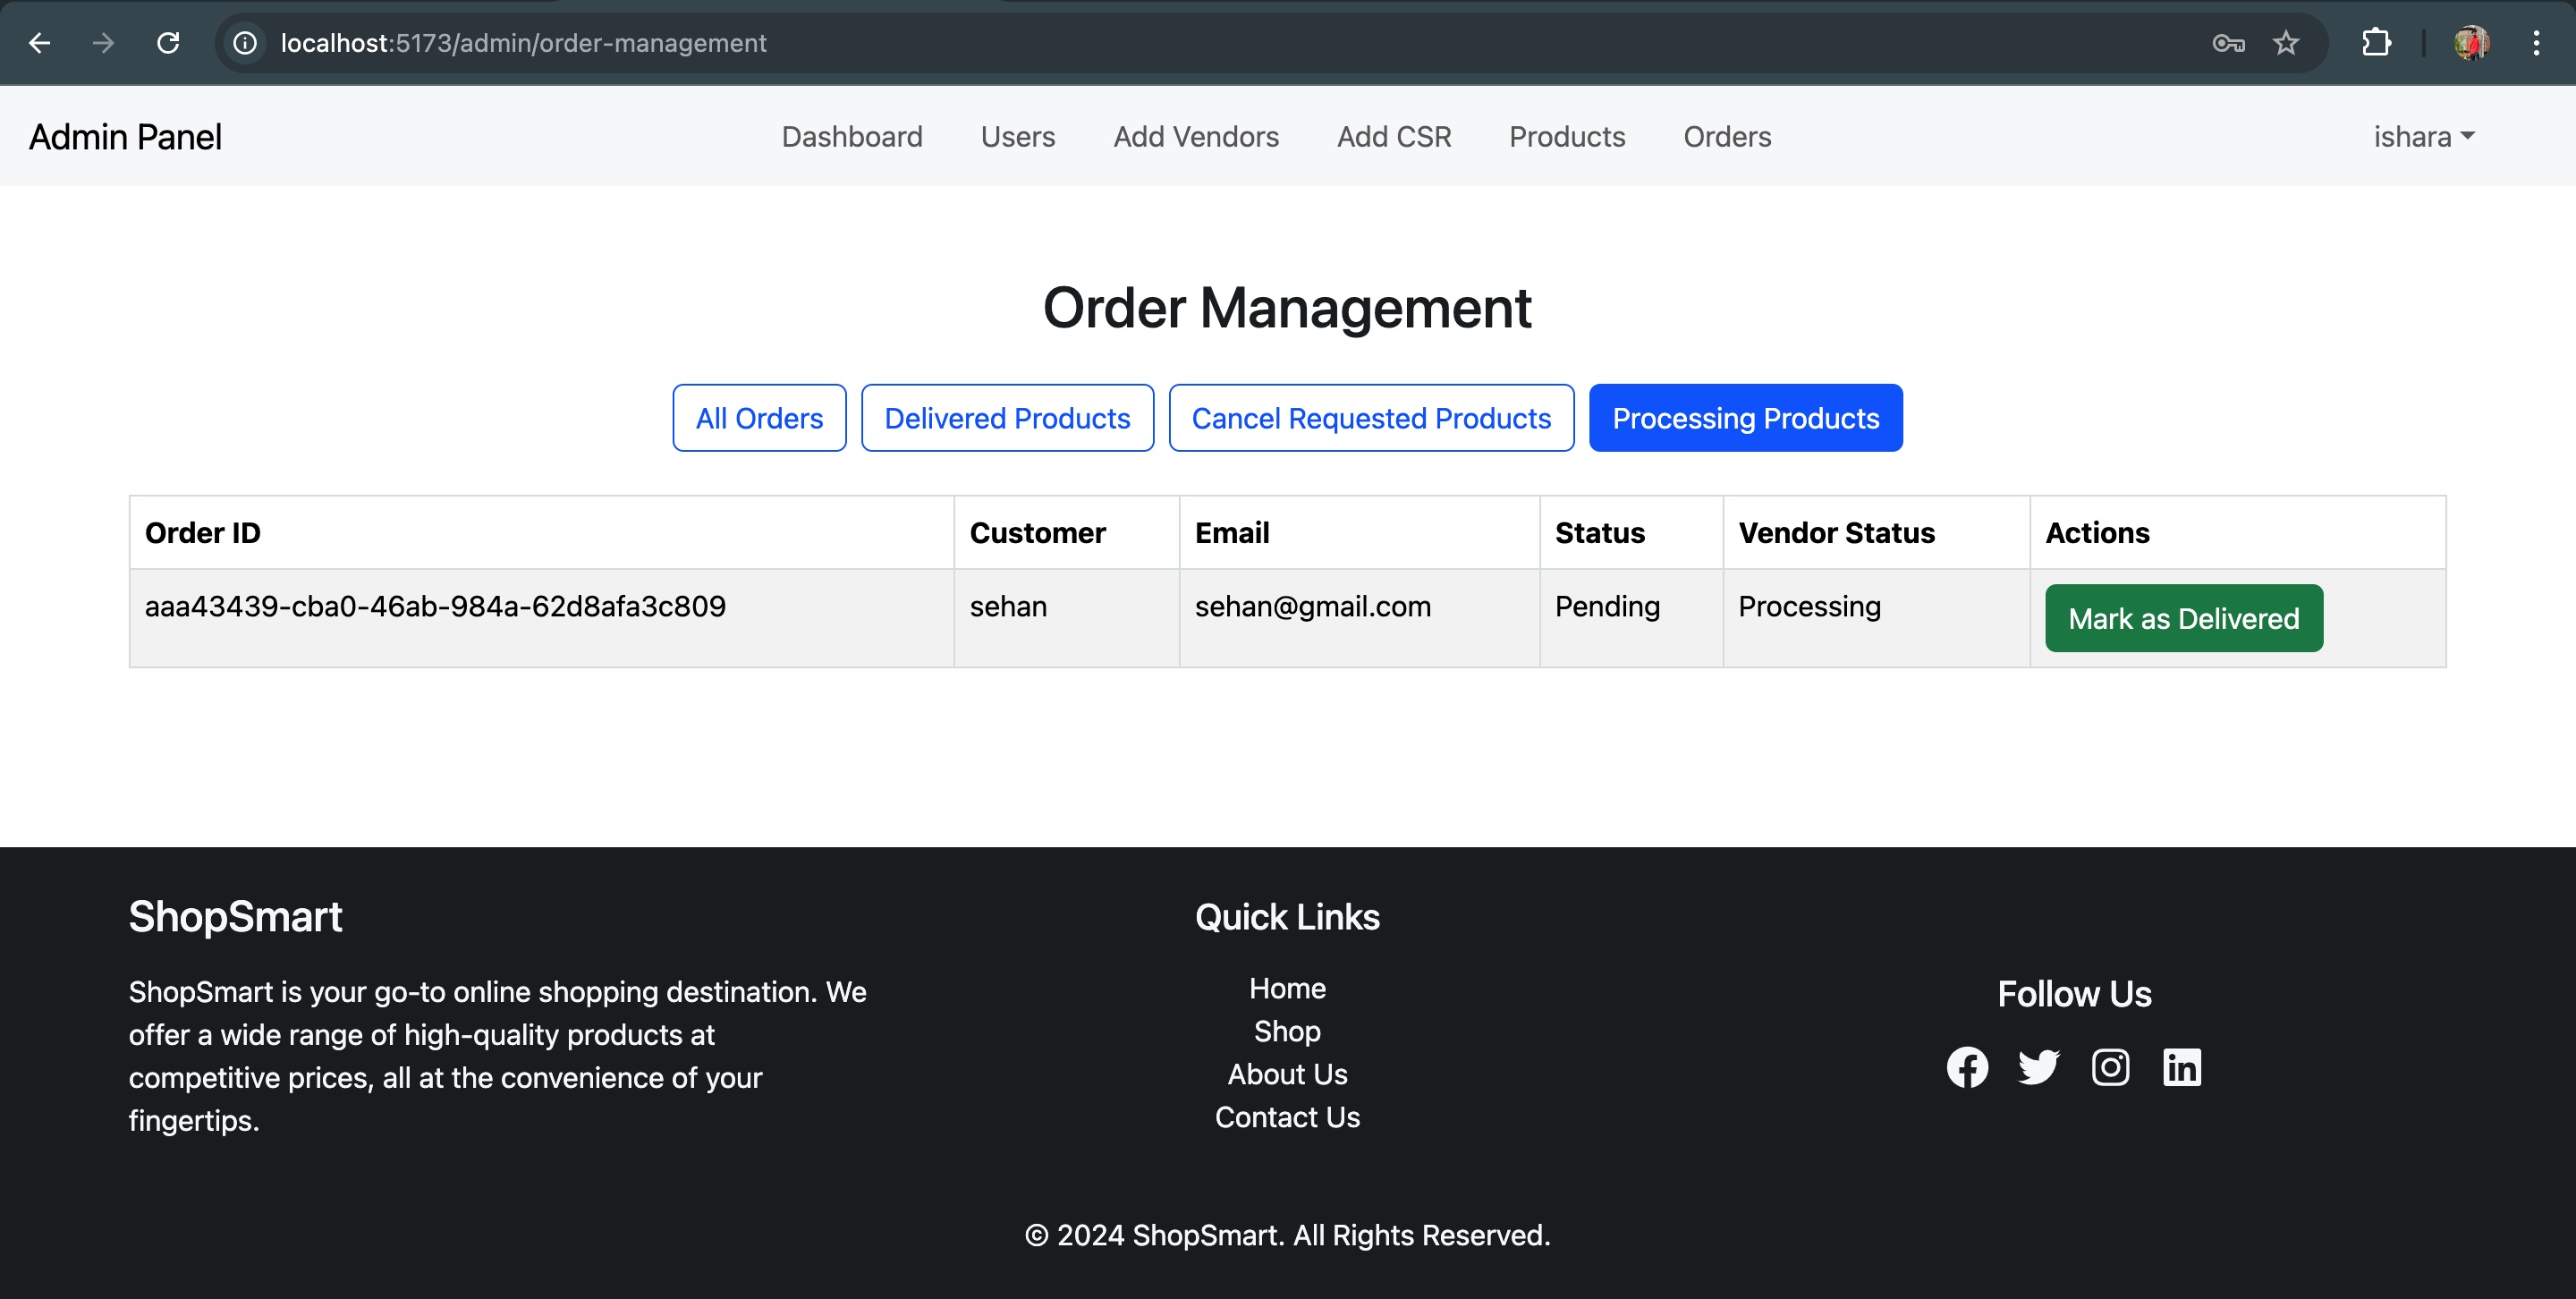 localhost:5173/admin/order-management
Admin Panel
Dashboard Users Add Vendors Add CSR Products Orders
ishara
Order Management
All Orders Delivered Products Cancel Requested Products Processing Products
Order ID Customer Email Status Vendor Status Actions
aaa43439-cba0-46ab-984a-62d8afa3c809 sehan sehan@gmail.com Pending Processing Mark as Delivered
ShopSmart
ShopSmart is your go-to online shopping destination. We
offer a wide range of high-quality products at
competitive prices, all at the convenience of your
fingertips.
Quick Links
Home
Shop
About Us
Contact Us
Follow Us
© 2024 ShopSmart. All Rights Reserved.